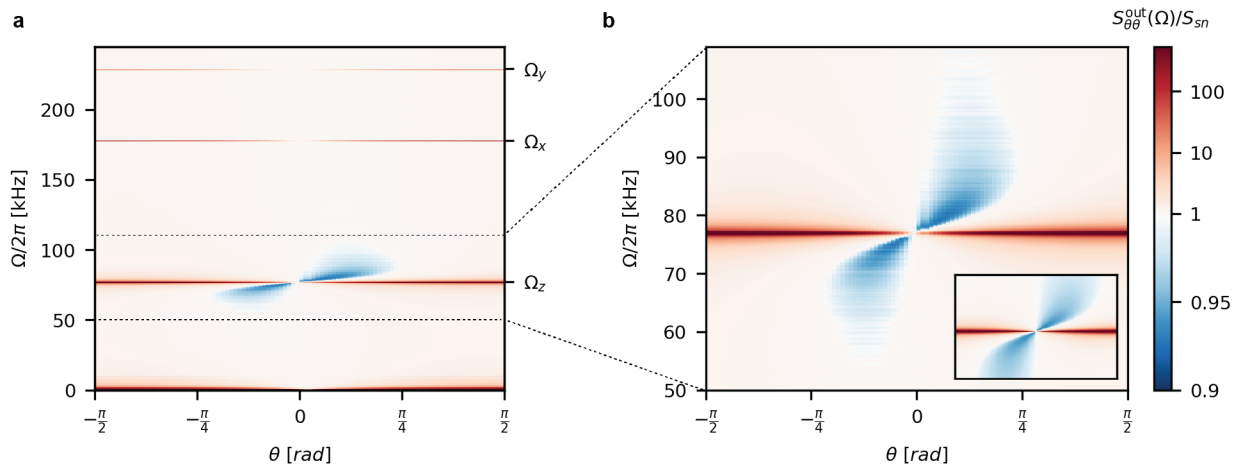 a
Ω/2π [kHz]
200
150
100
50
0
Ω_y
Ω_x
Ω_z
−π/2
−π/4
0
π/4
π/2
θ [rad]
b
Ω/2π [kHz]
100
90
80
70
60
50
−π/2
−π/4
0
π/4
π/2
θ [rad]
S_θθ^out(Ω)/S_sn
100
10
1
0.95
0.9